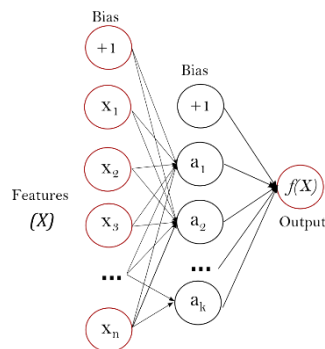 Bias
+1
x1
x2
x3
...
xn
Features
(X)
Bias
+1
a1
a2
...
ak
f(X)
Output